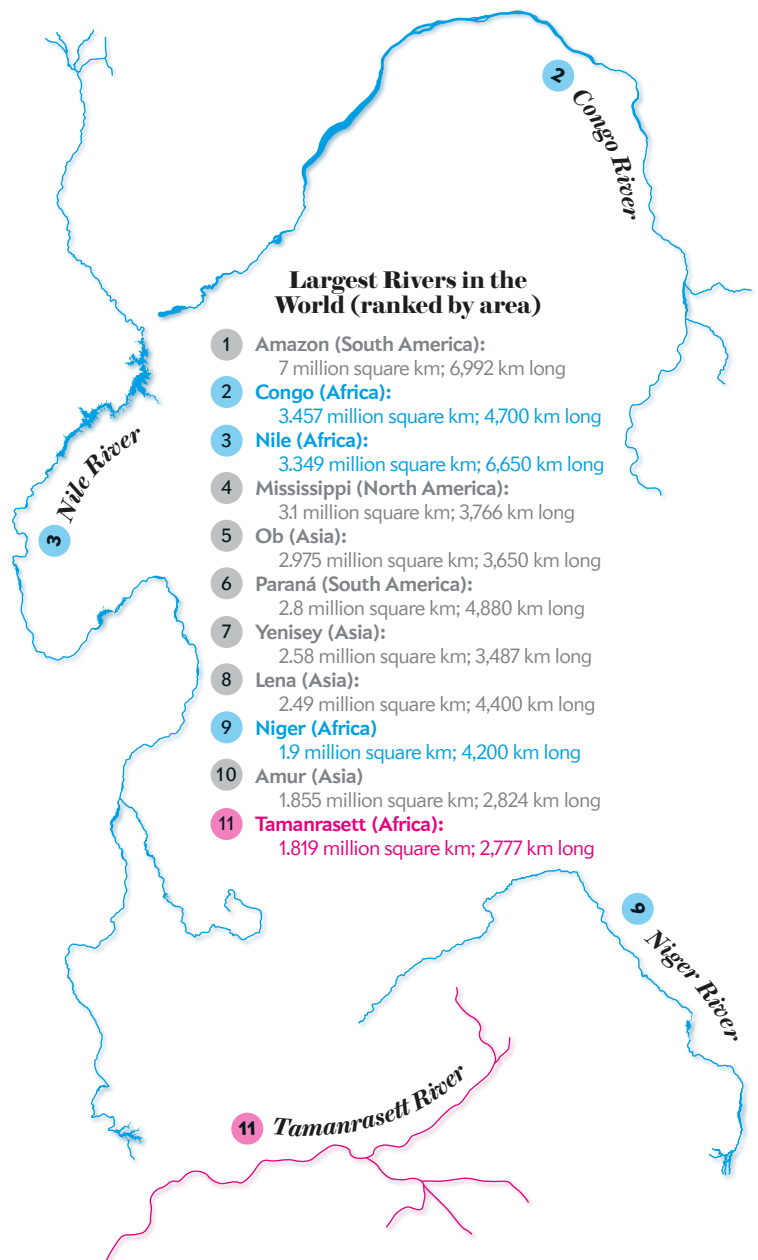 2
Congo River
Largest Rivers in the
World (ranked by area)
1 Amazon (South America):
7 million square km; 6,992 km long
2 Congo (Africa):
3.457 million square km; 4,700 km long
3 Nile (Africa):
3.349 million square km; 6,650 km long
4 Mississippi (North America):
3.1 million square km; 3,766 km long
5 Ob (Asia):
2.975 million square km; 3,650 km long
6 Paraná (South America):
2.8 million square km; 4,880 km long
7 Yenisey (Asia):
2.58 million square km; 3,487 km long
8 Lena (Asia):
2.49 million square km; 4,400 km long
9 Niger (Africa)
1.9 million square km; 4,200 km long
10 Amur (Asia)
1.855 million square km; 2,824 km long
11 Tamanrasett (Africa):
1.819 million square km; 2,777 km long
3 Nile River
9
Niger River
11 Tamanrasett River